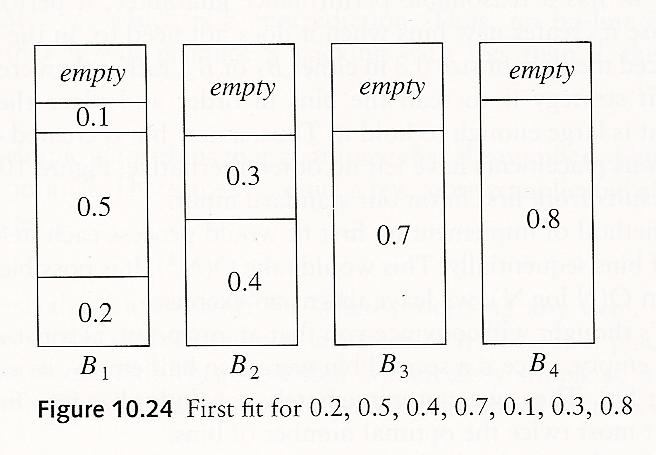 empty empty empty empty
0.1
0.5 0.3 0.7 0.8
0.2 0.4
B1 B2 B3 B4
Figure 10.24 First fit for 0.2, 0.5, 0.4, 0.7, 0.1, 0.3, 0.8